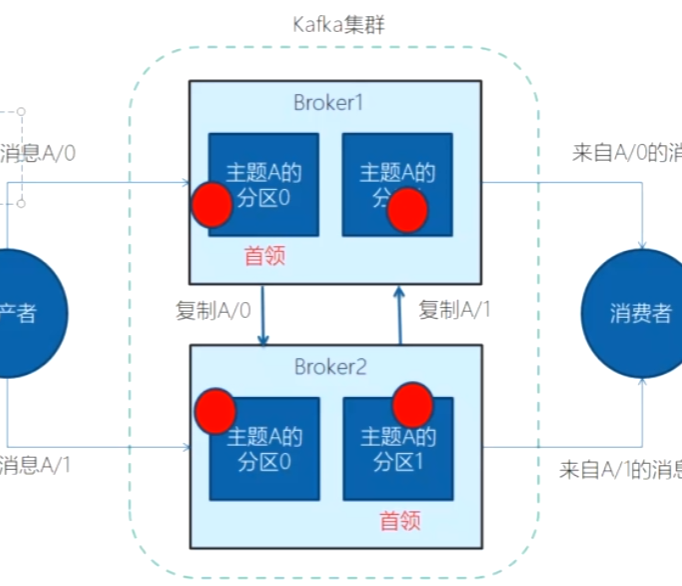 Kafka集群
Broker1
消息A/0
主题A的
分区0
主题A的
首领
来自A/0的消
产者
复制A/0
复制A/1
消费者
Broker2
主题A的
分区0
主题A的
分区1
首领
消息A/1
来自A/1的消息